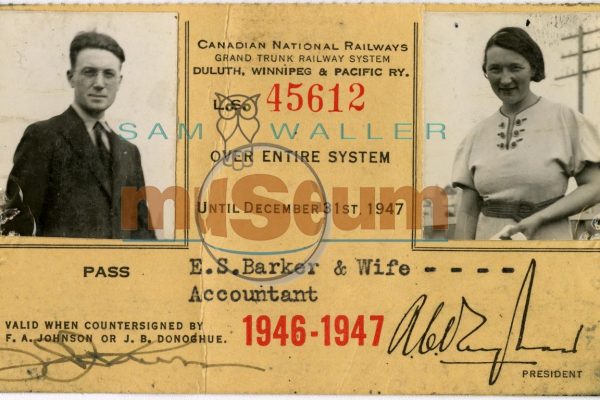 CANADIAN NATIONAL RAILWAYS
GRAND TRUNK RAILWAY SYSTEM
DULUTH, WINNIPEG & PACIFIC RY.
45612
SAM WALLER
OVER ENTIRE SYSTEM
museum
UNTIL DECEMBER 31ST, 1947
PASS
E.S.Barker & Wife - - - -
Accountant
VALID WHEN COUNTERSIGNED BY
F. A. JOHNSON OR J. B. DONOGHUE.
1946-1947
PRESIDENT